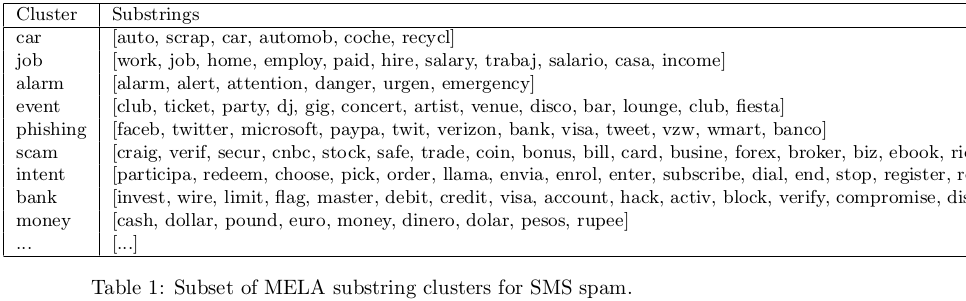 Cluster Substrings
car [auto, scrap, car, automob, coche, recycl]
job [work, job, home, employ, paid, hire, salary, trabaj, salario, casa, income]
alarm [alarm, alert, attention, danger, urgen, emergency]
event [club, ticket, party, dj, gig, concert, artist, venue, disco, bar, lounge, club, fiesta]
phishing [faceb, twitter, microsoft, paypa, twit, verizon, bank, visa, tweet, vzw, wmart, banco]
scam [craig, verif, secur, cnbc, stock, safe, trade, coin, bonus, bill, card, busine, forex, broker, biz, ebook,
intent [participa, redeem, choose, pick, order, llama, envia, enrol, enter, subscribe, dial, end, stop, register,
bank [invest, wire, limit, flag, master, debit, credit, visa, account, hack, activ, block, verify, compromise,
money [cash, dollar, pound, euro, money, dinero, dolar, pesos, rupee]
... [...]
Table 1: Subset of MELA substring clusters for SMS spam.